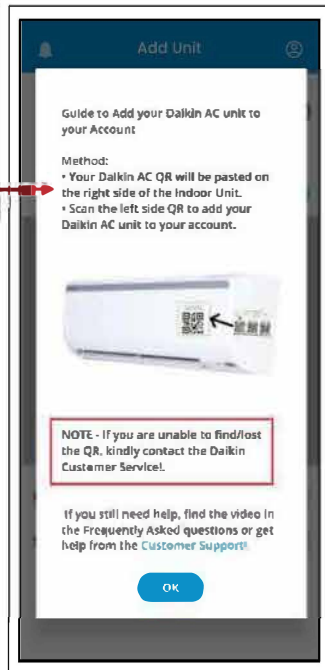 Add Unit
Guide to Add your Daikin AC unit to
your Account
Method:
• Your Daikin AC QR will be pasted on
the right side of the Indoor Unit.
• Scan the left side QR to add your
Daikin AC unit to your account.
NOTE - If you are unable to find/lost
the QR, kindly contact the Daikin
Customer Service!.
If you still need help, find the video in
the Frequently Asked questions or get
help from the Customer Support!
OK